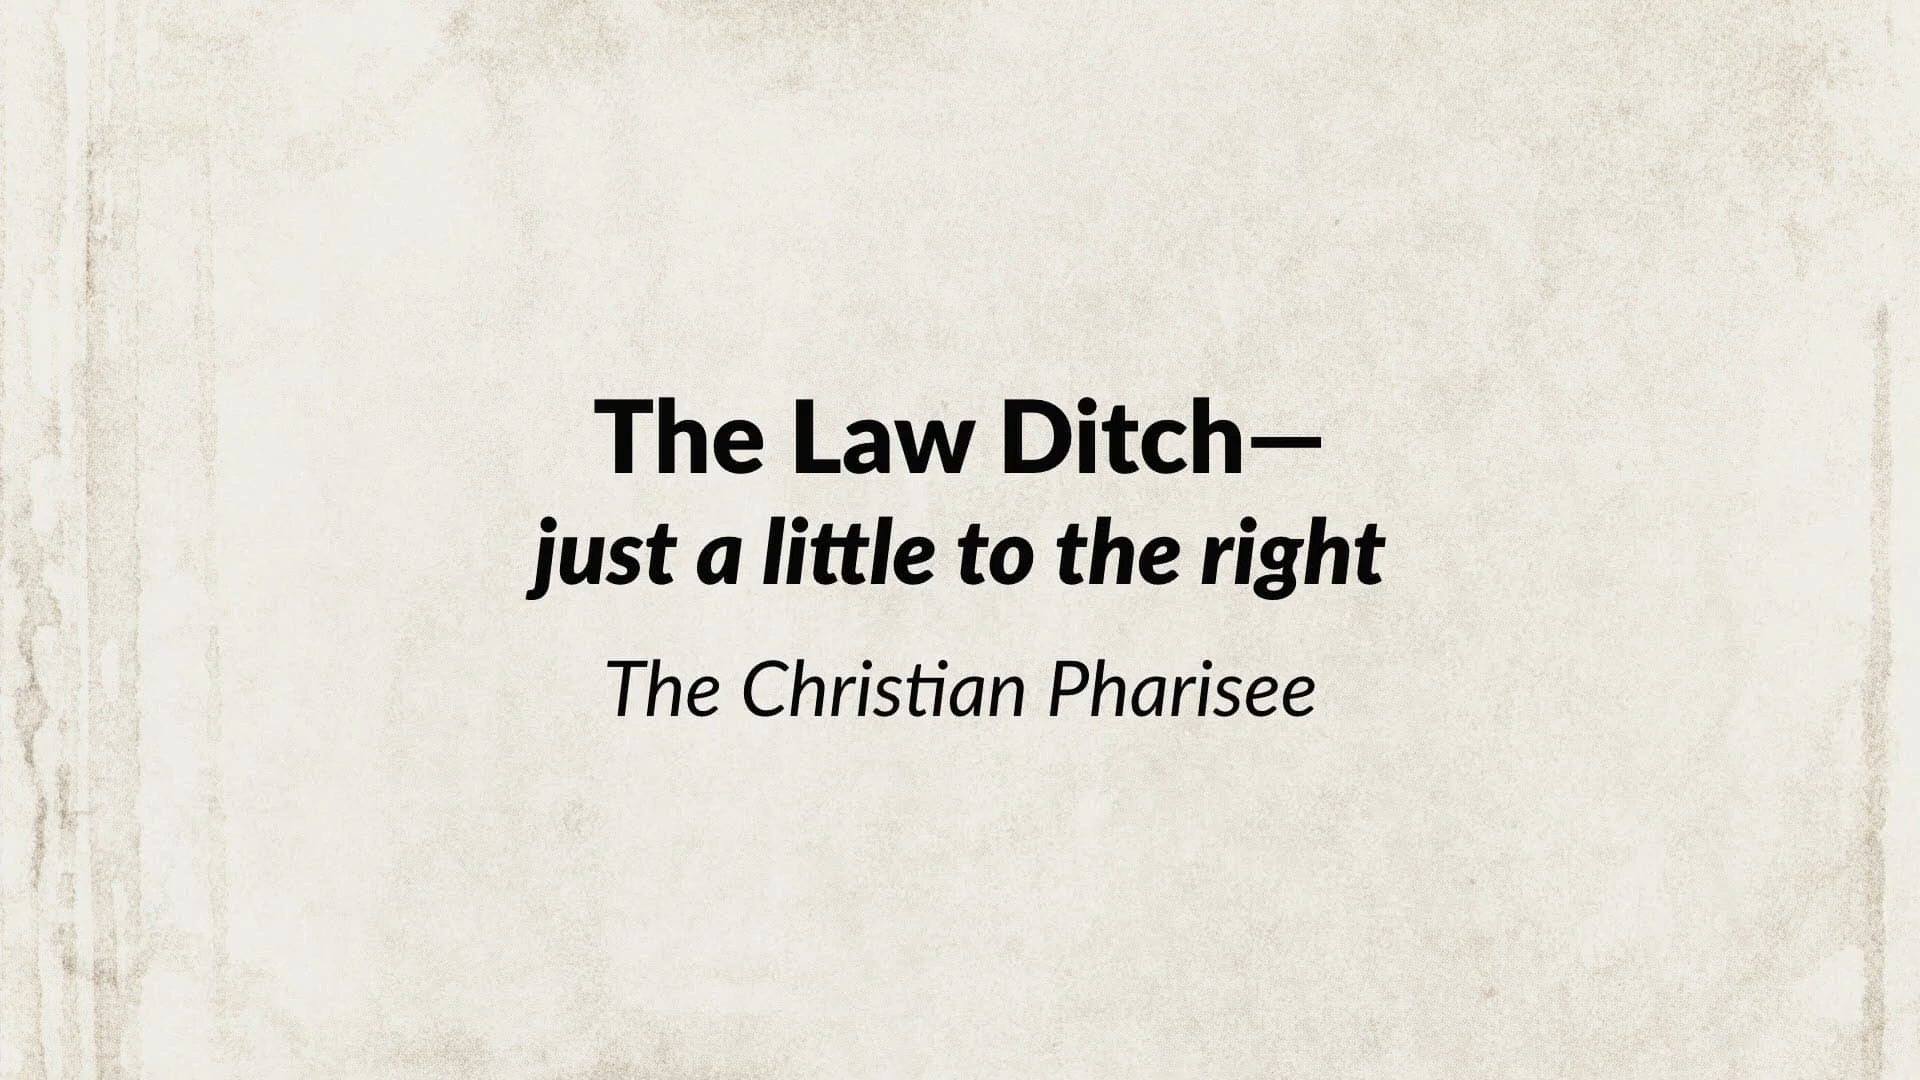 The Law Ditch—
just a little to the right
The Christian Pharisee